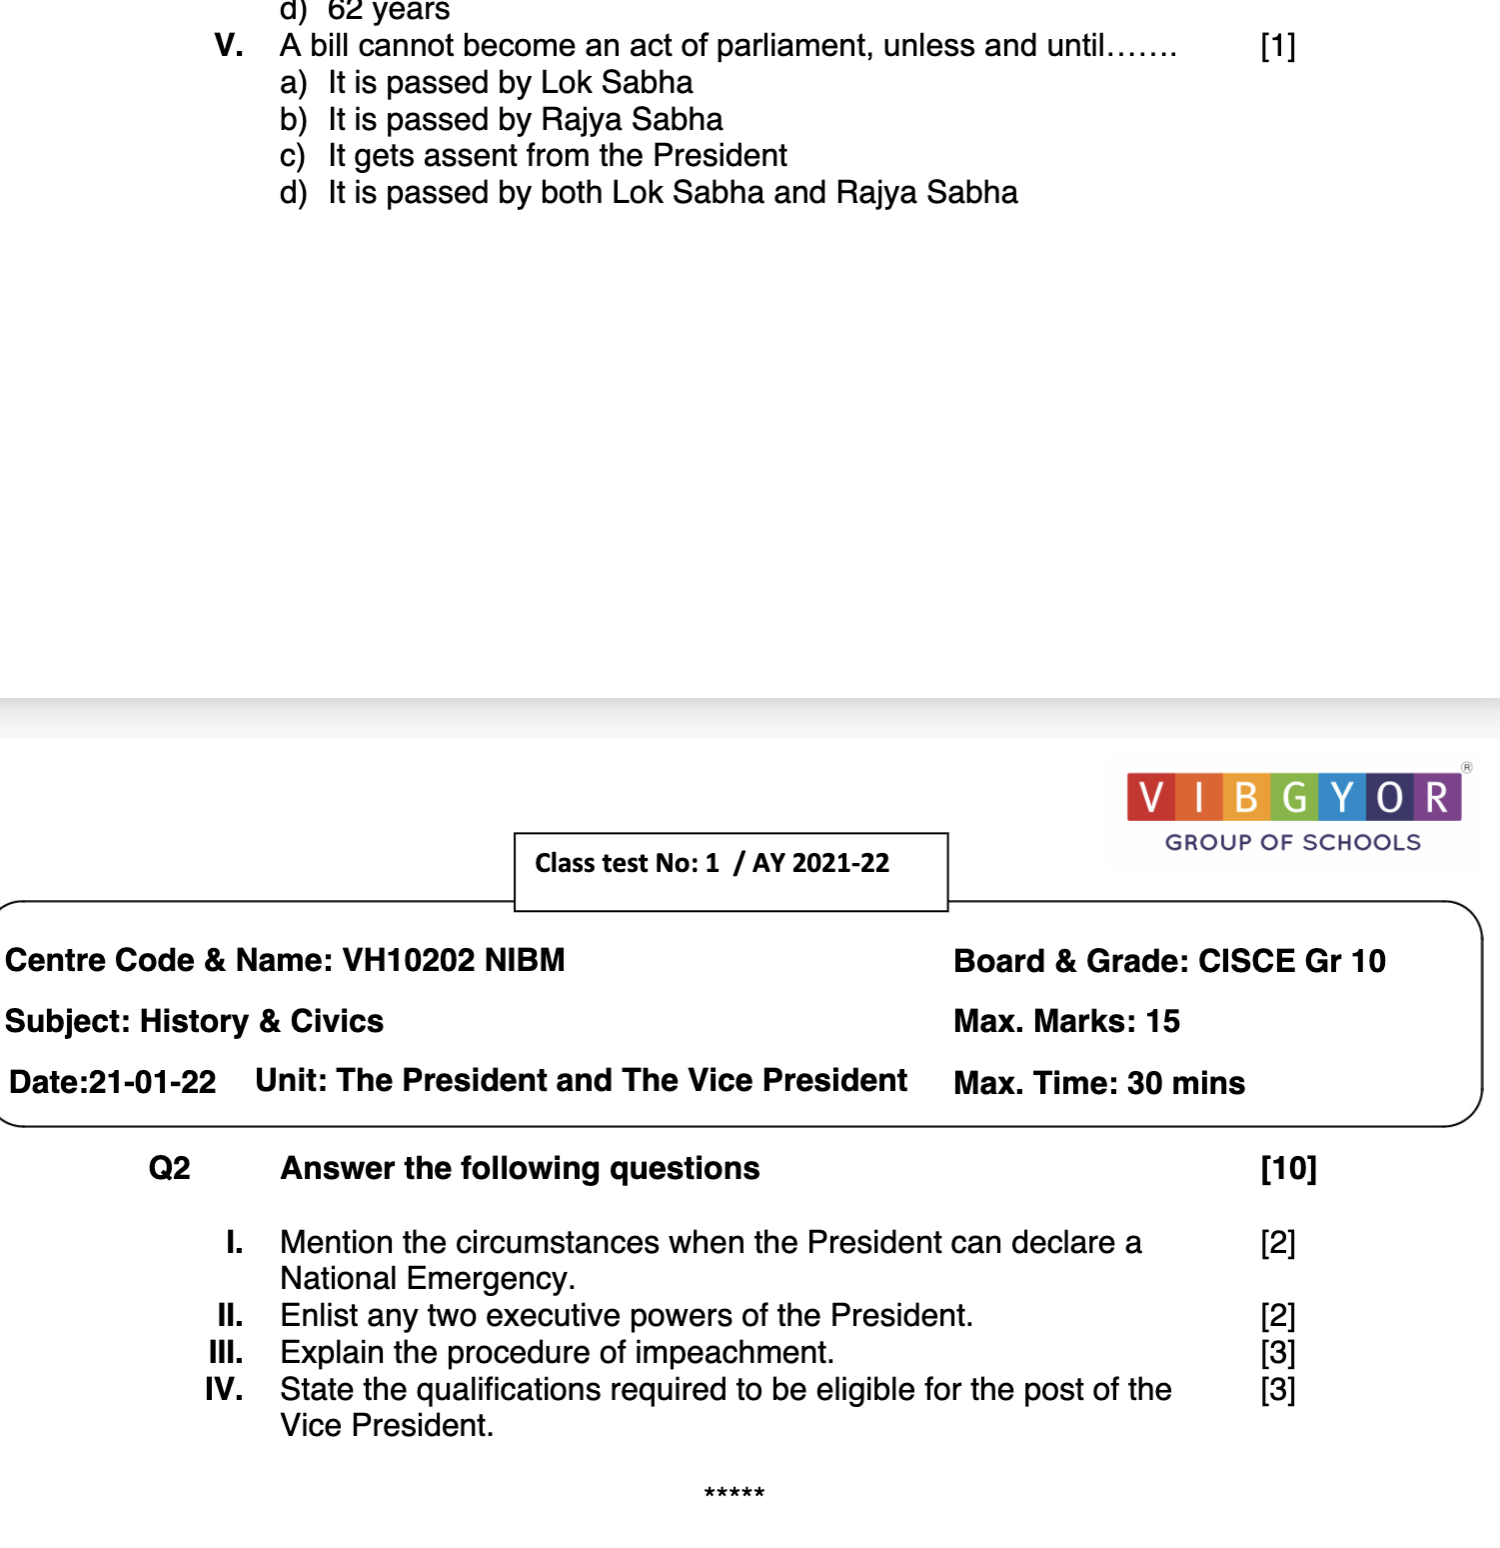 d) 62 years
V. A bill cannot become an act of parliament, unless and until....... [1]
a) It is passed by Lok Sabha
b) It is passed by Rajya Sabha
c) It gets assent from the President
d) It is passed by both Lok Sabha and Rajya Sabha
VIBGYOR®
GROUP OF SCHOOLS
Class test No: 1 / AY 2021-22
Centre Code & Name: VH10202 NIBM Board & Grade: CISCE Gr 10
Subject: History & Civics Max. Marks: 15
Date:21-01-22 Unit: The President and The Vice President Max. Time: 30 mins
Q2 Answer the following questions [10]
I. Mention the circumstances when the President can declare a [2]
National Emergency.
II. Enlist any two executive powers of the President. [2]
III. Explain the procedure of impeachment. [3]
IV. State the qualifications required to be eligible for the post of the [3]
Vice President.
*****